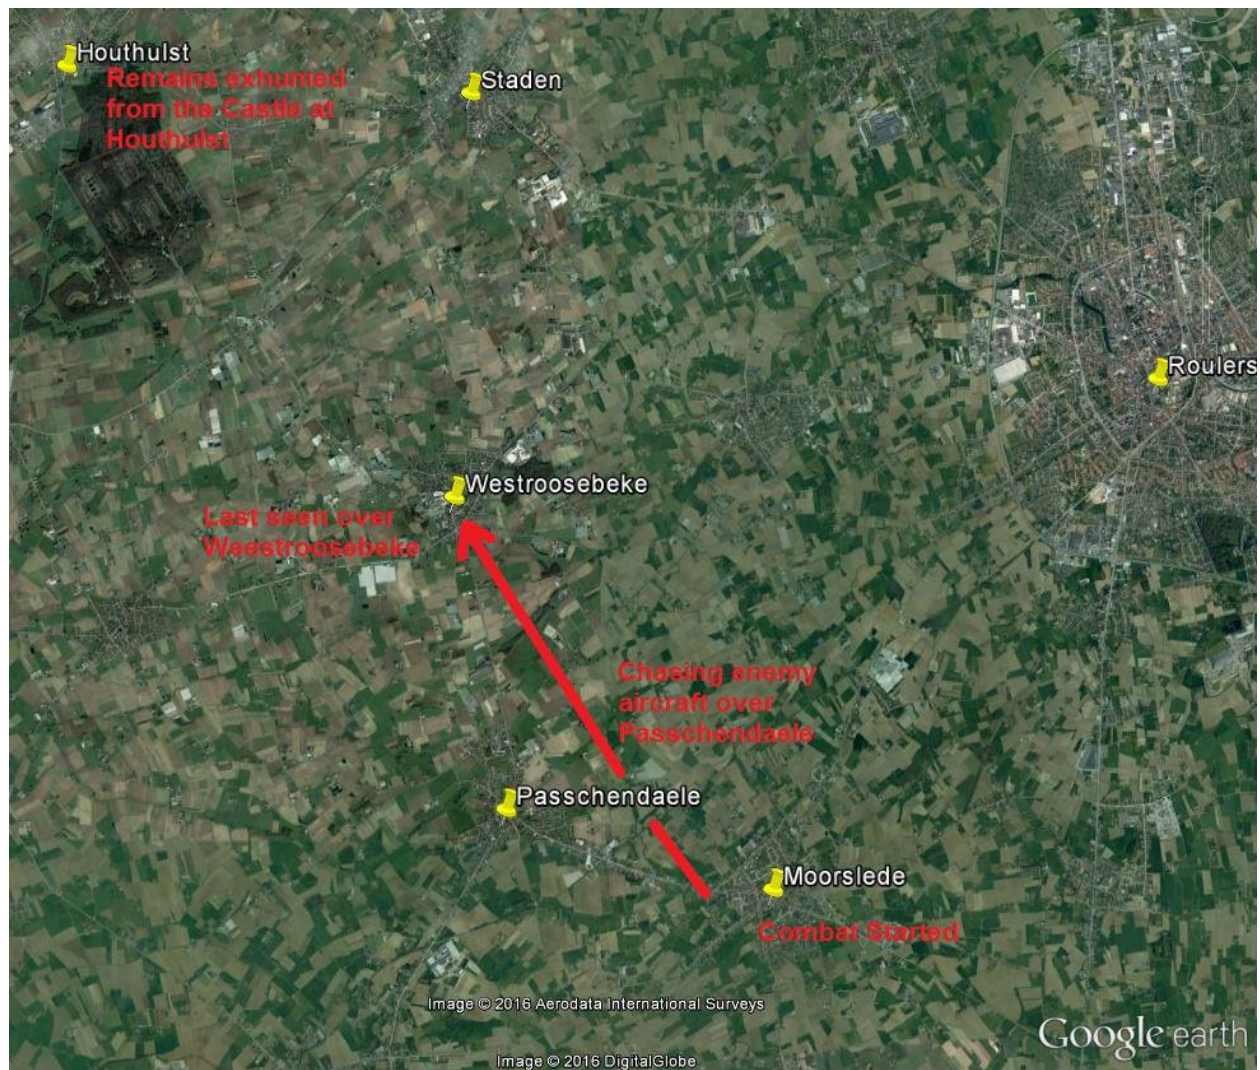 Houthulst
Remains exhumed
from the Castle at
Houthulst
Staden
Roulers
Westroosebeke
Last seen over
Weestroosebeke
Chasing enemy
aircraft over
Passchendaele
Passchendaele
Moorslede
Combat Started
Image © 2016 Aerodata International Surveys
Google earth
Image © 2016 DigitalGlobe